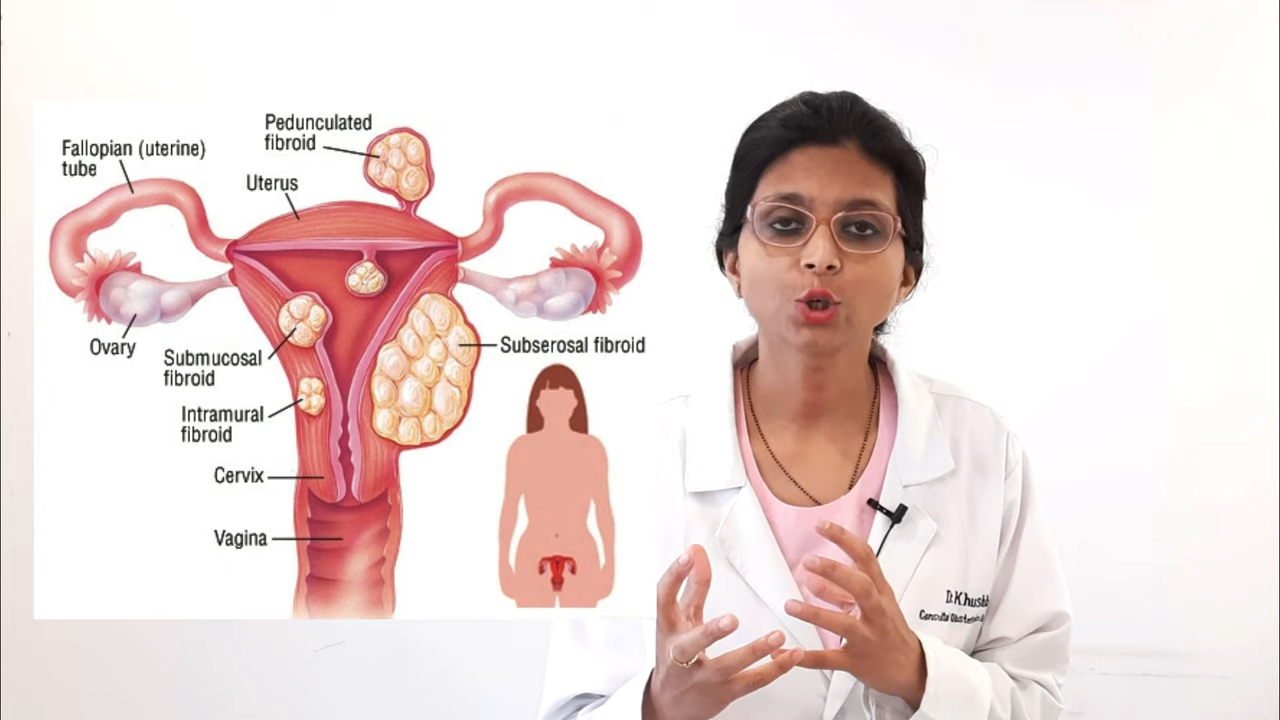 Pedunculated
fibroid
Fallopian (uterine)
tube
Uterus
Ovary
Submucosal
fibroid
Subserosal fibroid
Intramural
fibroid
Cervix
Vagina